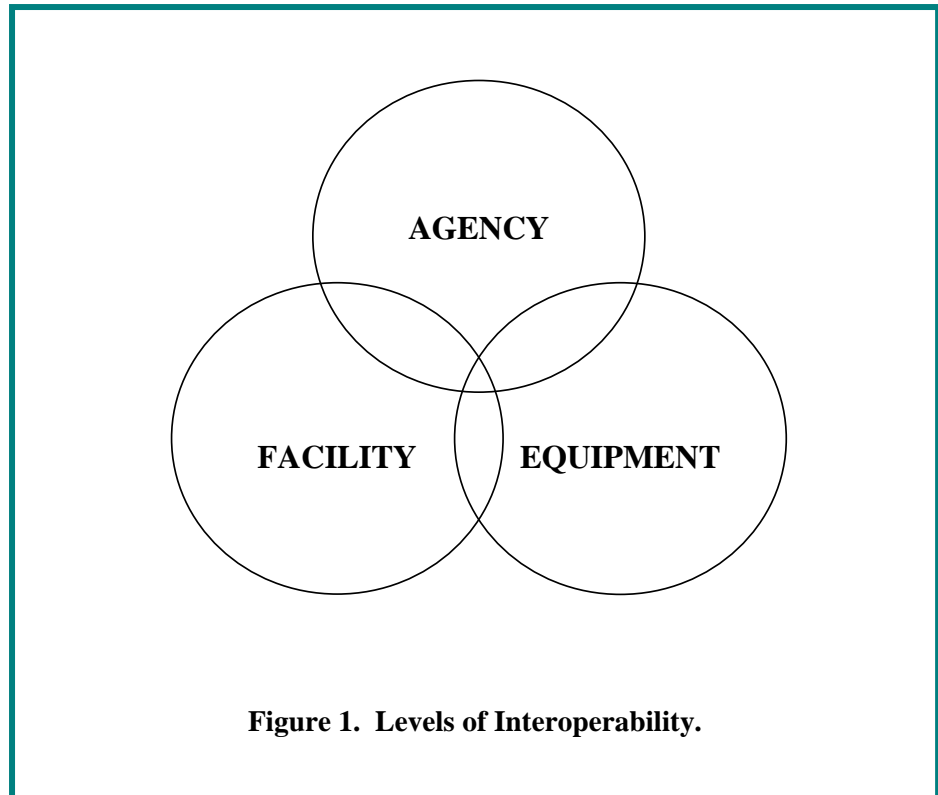 AGENCY
FACILITY EQUIPMENT
Figure 1. Levels of Interoperability.